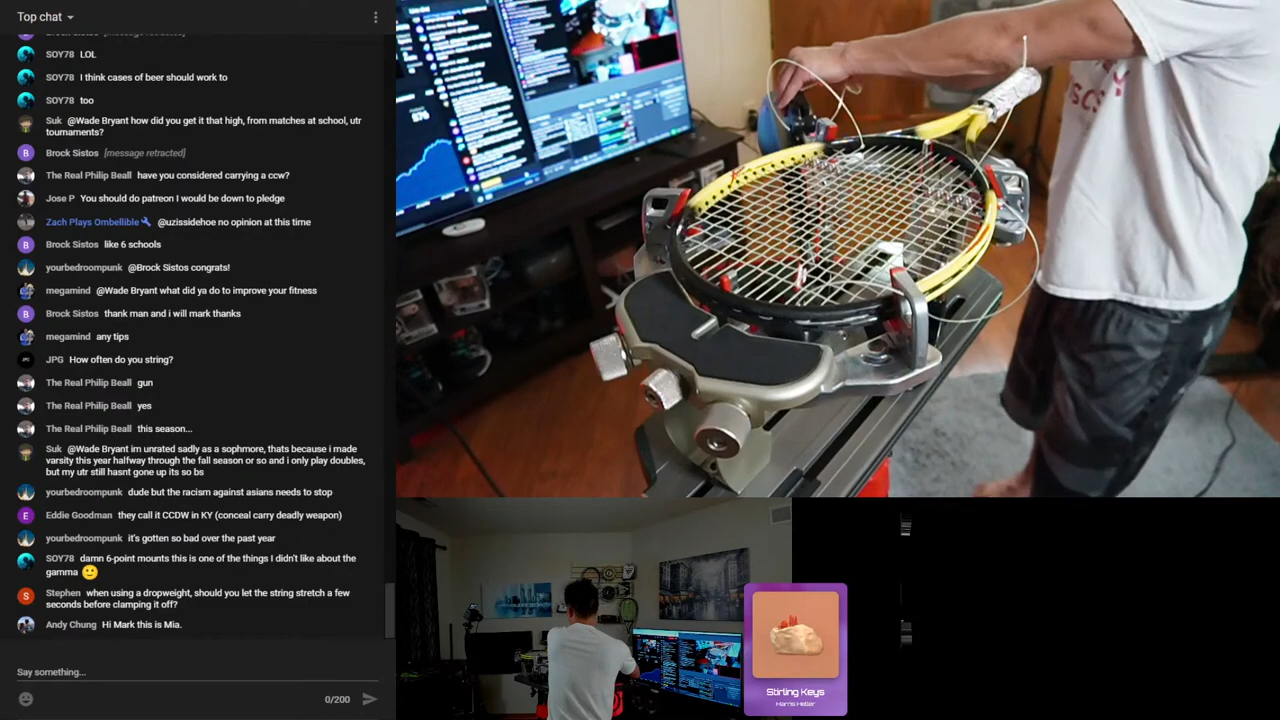 Top chat
Brock Sistos [message retracted]
SOY78 LOL
SOY78 I think cases of beer should work to
SOY78 too
Suk @Wade Bryant how did you get it that high, from matches at school, utr
tournaments?
Brock Sistos [message retracted]
The Real Philip Beall have you considered carrying a ccw?
Jose P You should do patreon I would be down to pledge
Zach Plays Ombellible @uzissidehoe no opinion at this time
Brock Sistos like 6 schools
yourbedroompunk @Brock Sistos congrats!
megamind @Wade Bryant what did ya do to improve your fitness
Brock Sistos thank man and i will mark thanks
megamind any tips
JPG How often do you string?
The Real Philip Beall gun
The Real Philip Beall yes
The Real Philip Beall this season...
Suk @Wade Bryant im unrated sadly as a sophmore, thats because i made
varsity this year halfway through the fall season or so and i only play doubles,
but my utr still hasnt gone up its so bs
yourbedroompunk dude but the racism against asians needs to stop
Eddie Goodman they call it CCDW in KY (conceal carry deadly weapon)
yourbedroompunk it's gotten so bad over the past year
SOY78 damn 6-point mounts this is one of the things I didn't like about the
gamma 🙂
Stephen when using a dropweight, should you let the string stretch a few
seconds before clamping it off?
Andy Chung Hi Mark this is Mia.
Say something...
0/200
Stirling Keys
Harris Heller